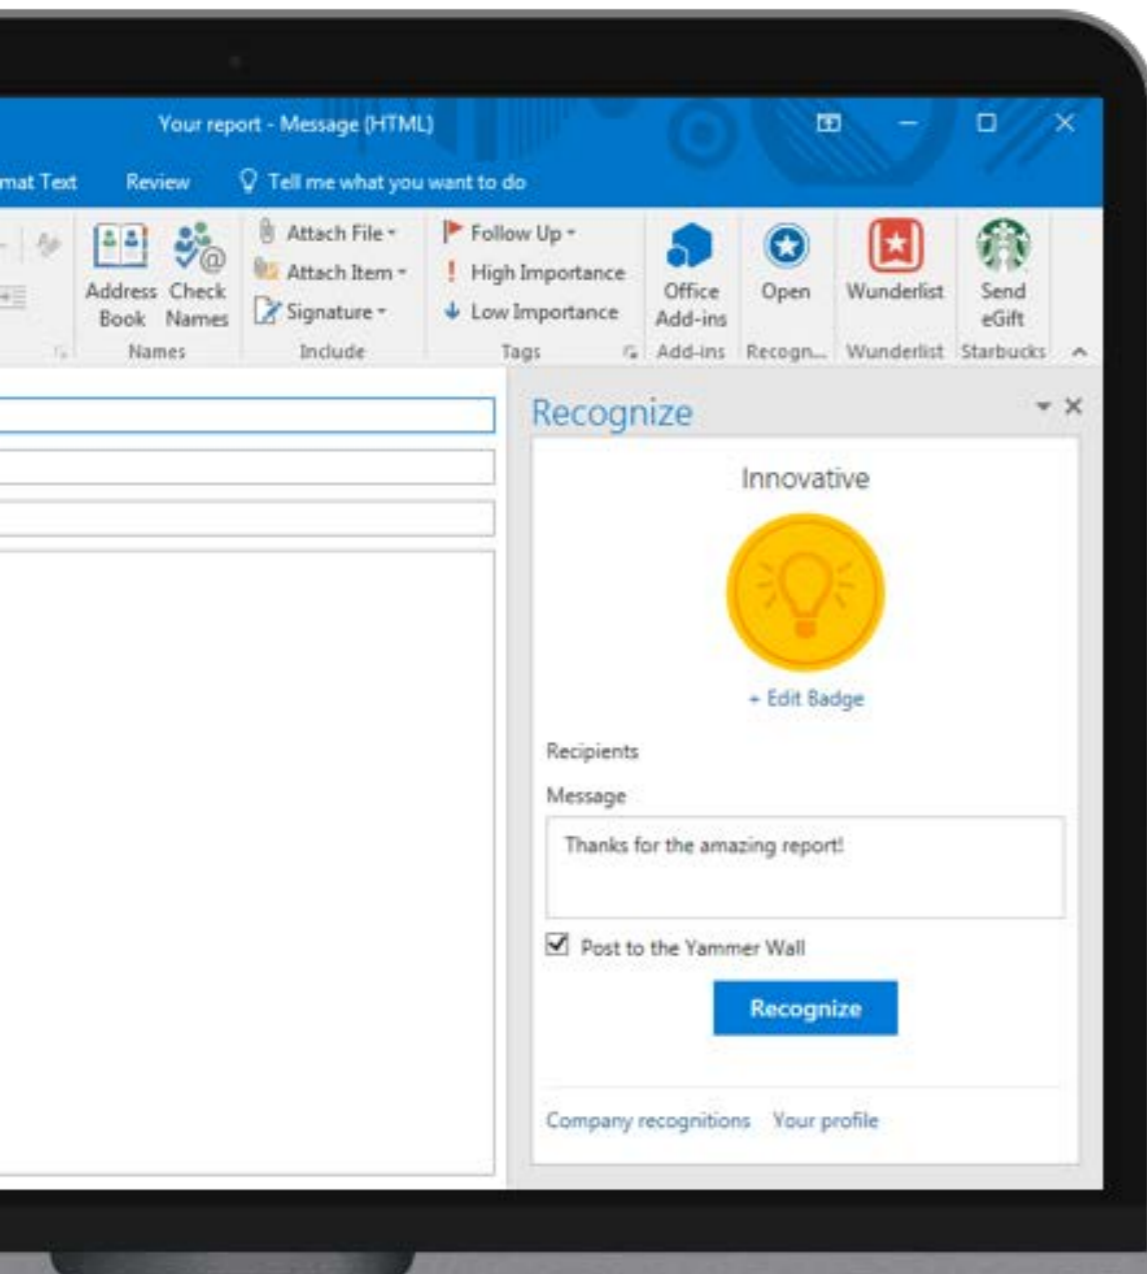 Your report - Message (HTML)
mat Text Review Tell me what you want to do
Address Book
Check Names
Names
Attach File
Attach Item
Signature
Include
Follow Up
High Importance
Low Importance
Tags
Office Add-ins
Add-ins
Open
Recogn...
Wunderlist
Wunderlist
Send eGift
Starbucks
Recognize
Innovative
+ Edit Badge
Recipients
Message
Thanks for the amazing report!
Post to the Yammer Wall
Recognize
Company recognitions Your profile